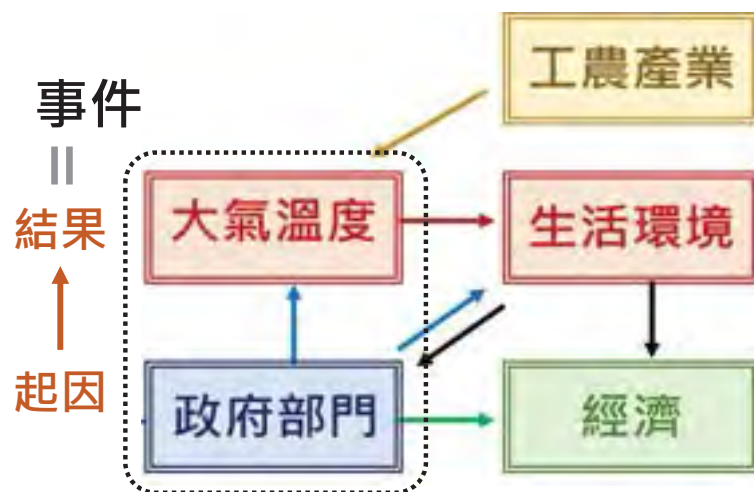 工農產業
事件
=
結果
大氣溫度
生活環境
起因
政府部門
經濟